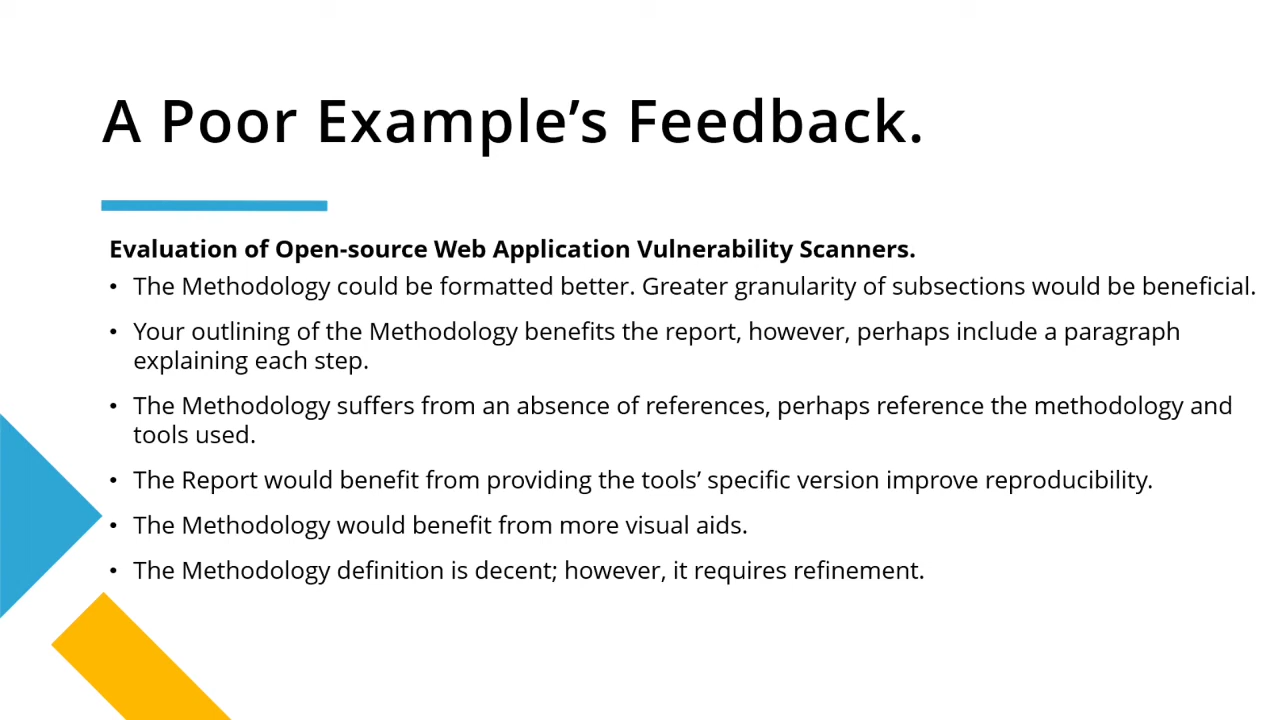 A Poor Example’s Feedback.
Evaluation of Open-source Web Application Vulnerability Scanners.
• The Methodology could be formatted better. Greater granularity of subsections would be beneficial.
• Your outlining of the Methodology benefits the report, however, perhaps include a paragraph
explaining each step.
• The Methodology suffers from an absence of references, perhaps reference the methodology and
tools used.
• The Report would benefit from providing the tools’ specific version improve reproducibility.
• The Methodology would benefit from more visual aids.
• The Methodology definition is decent; however, it requires refinement.